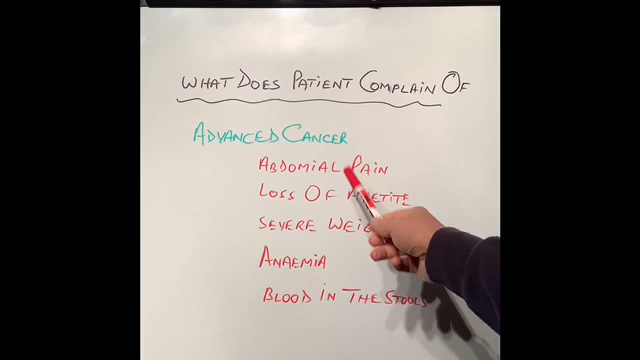 WHAT DOES PATIENT COMPLAIN OF
ADVANCED CANCER
ABDOMIAL PAIN
LOSS OF
SEVERE
ANAEMIA
BLOOD IN THE STOOLS